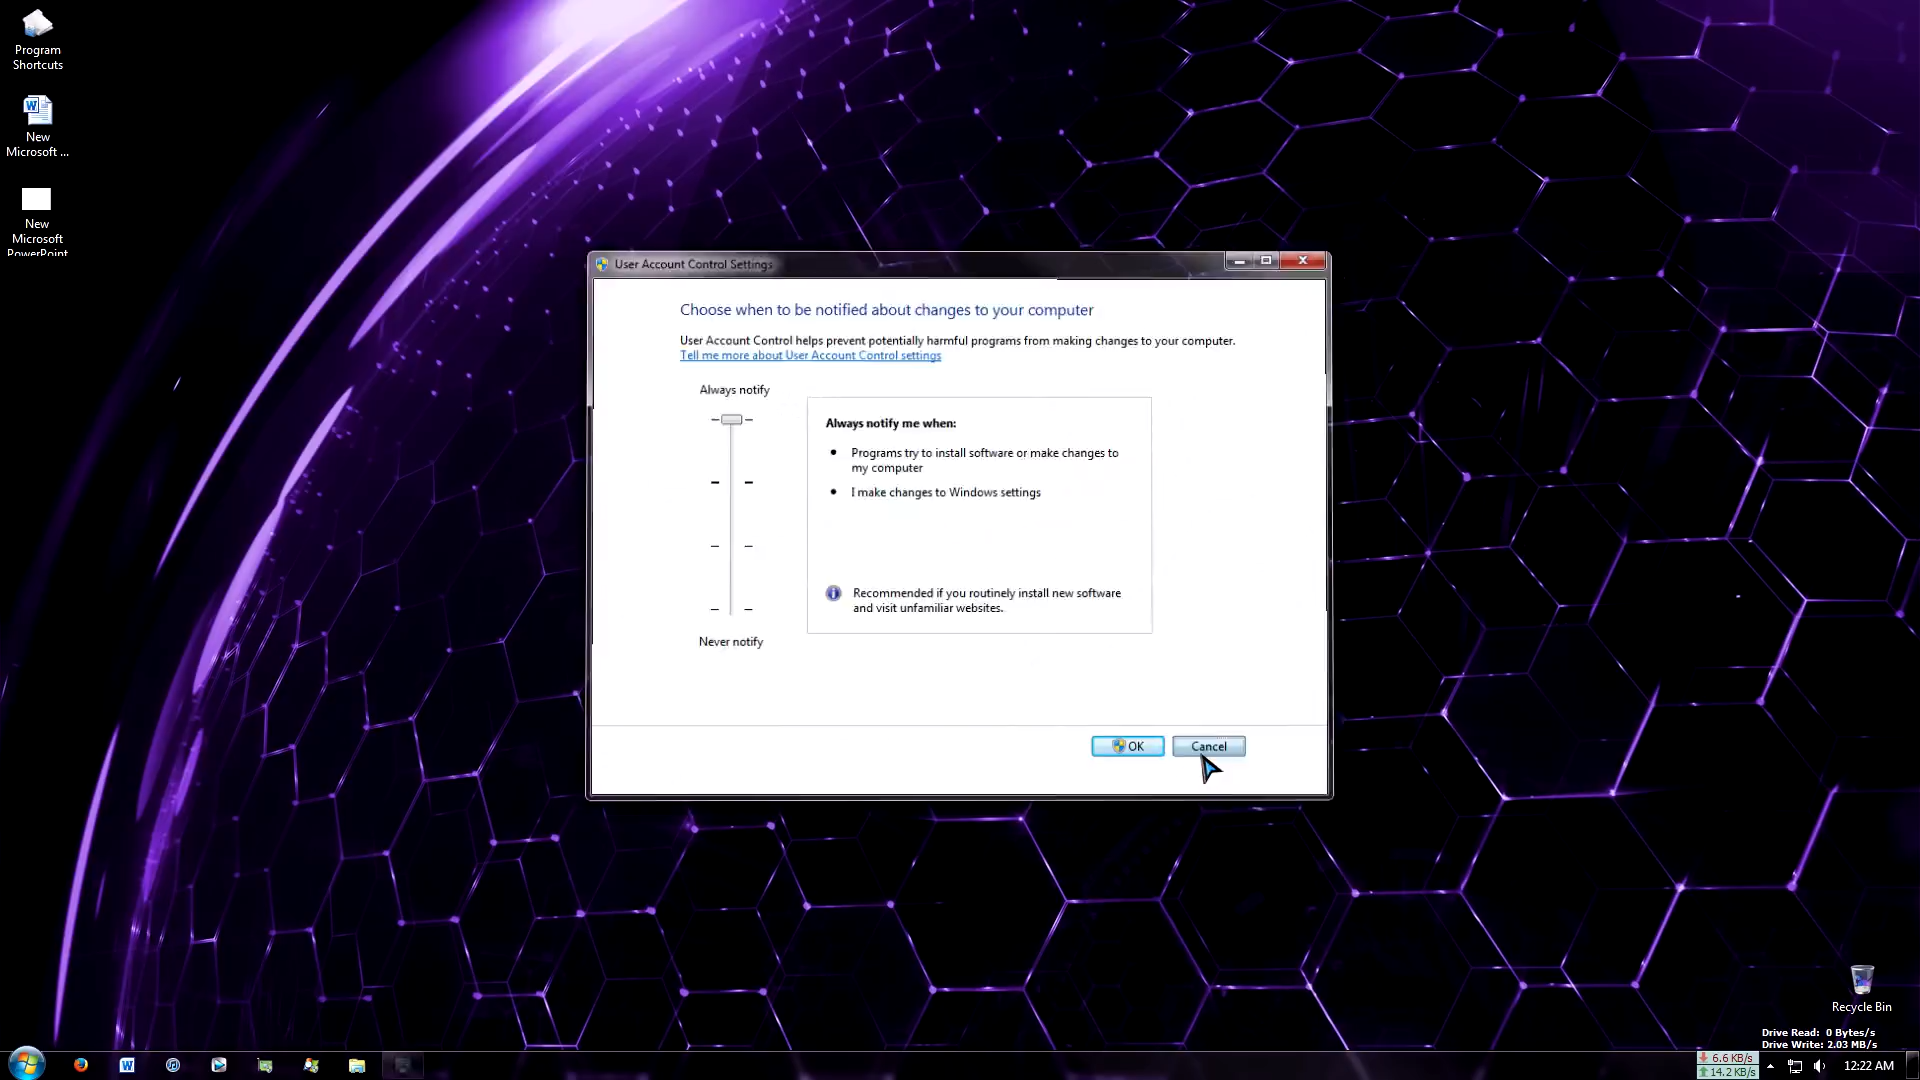 Program
Shortcuts
New
Microsoft ...
New
Microsoft
PowerPoint
User Account Control Settings
Choose when to be notified about changes to your computer
User Account Control helps prevent potentially harmful programs from making changes to your computer.
Tell me more about User Account Control settings
Always notify
Always notify me when:
Programs try to install software or make changes to
my computer
I make changes to Windows settings
Recommended if you routinely install new software
and visit unfamiliar websites.
Never notify
OK
Cancel
Recycle Bin
Drive Read: 0 Bytes/s
Drive Write: 2.03 MB/s
6.6 KB/s
14.2 KB/s
12:22 AM